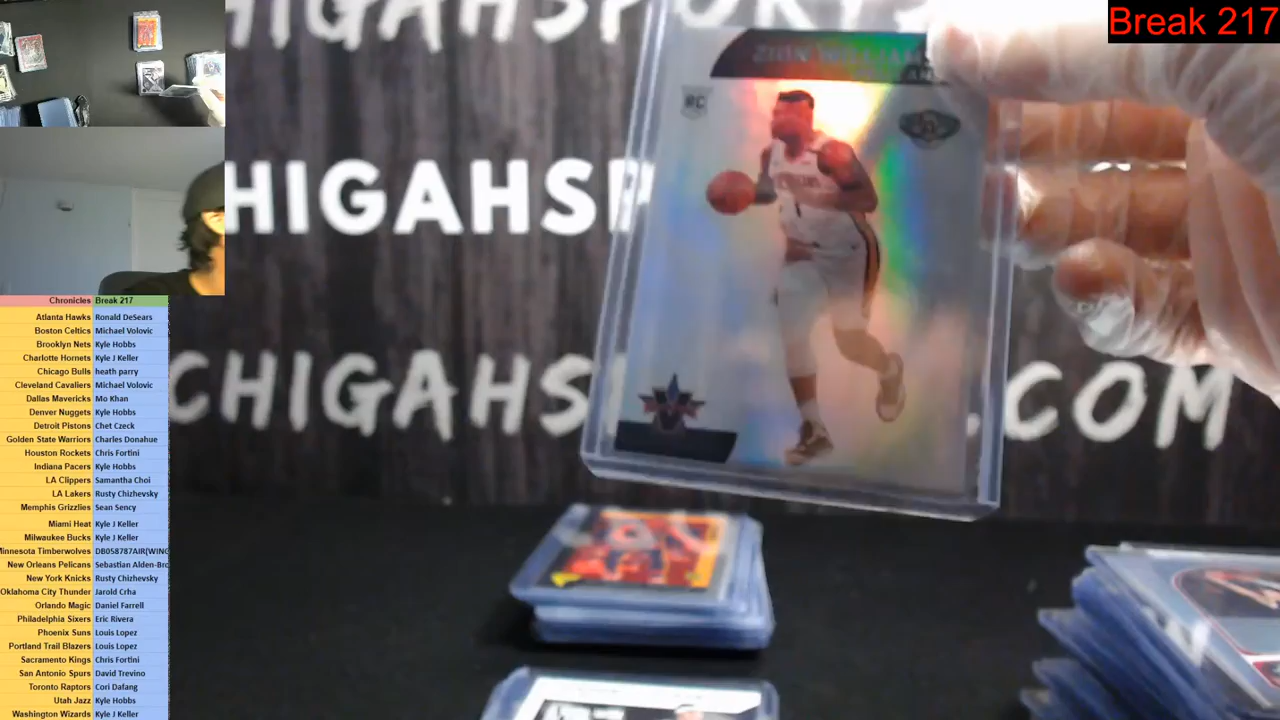 CHIGAHSPORTS
Break 217
ZION WILLIAM
RC
HIGAHSP
CHIGAHS .COM
Chronicles Break 217
Atlanta Hawks Ronald DeSears
Boston Celtics Michael Volovic
Brooklyn Nets Kyle Hobbs
Charlotte Hornets Kyle J Keller
Chicago Bulls heath parry
Cleveland Cavaliers Michael Volovic
Dallas Mavericks Mo Khan
Denver Nuggets Kyle Hobbs
Detroit Pistons Chet Czeck
Golden State Warriors Charles Donahue
Houston Rockets Chris Fortini
Indiana Pacers Kyle Hobbs
LA Clippers Samantha Choi
LA Lakers Rusty Chizhevsky
Memphis Grizzlies Sean Sency
Miami Heat Kyle J Keller
Milwaukee Bucks Kyle J Keller
Minnesota Timberwolves DB058787AIR(WING
New Orleans Pelicans Sebastian Alden-Bro
New York Knicks Rusty Chizhevsky
Oklahoma City Thunder Jarold Crha
Orlando Magic Daniel Farrell
Philadelphia Sixers Eric Rivera
Phoenix Suns Louis Lopez
Portland Trail Blazers Louis Lopez
Sacramento Kings Chris Fortini
San Antonio Spurs David Trevino
Toronto Raptors Cori Dafang
Utah Jazz Kyle Hobbs
Washington Wizards Kyle J Keller